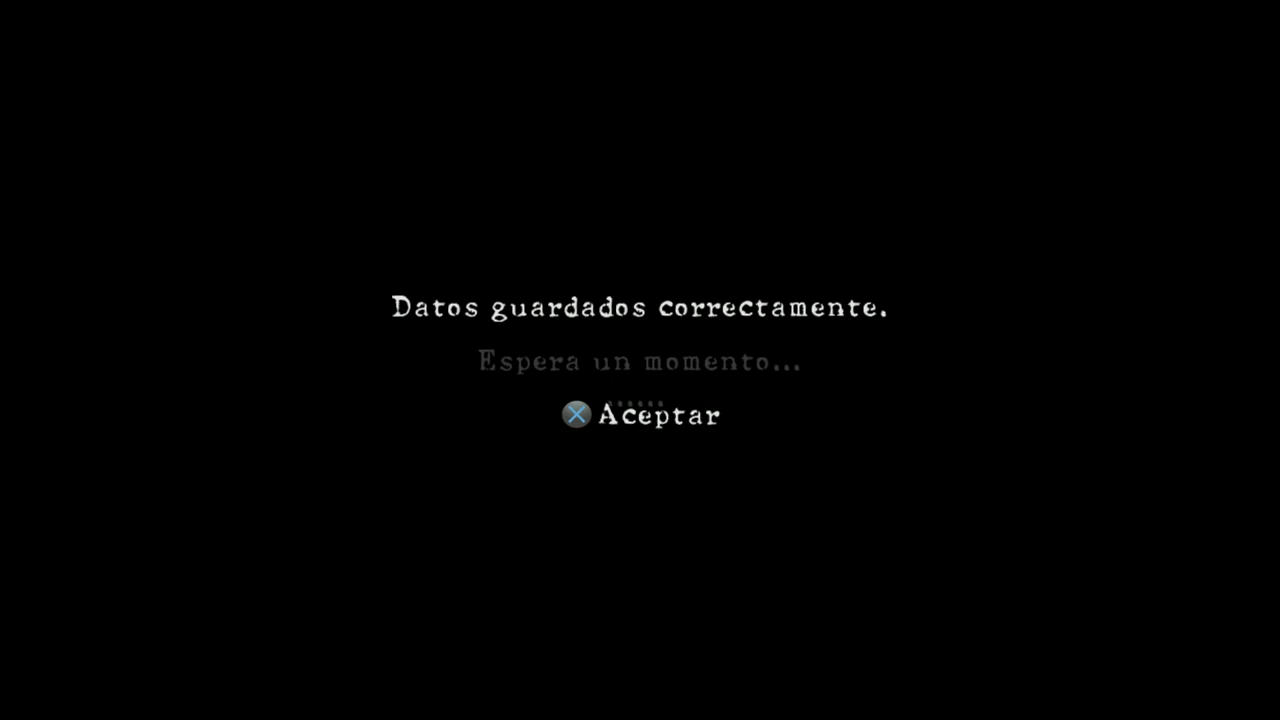 Datos guardados correctamente.
Espera un momento...
......
Aceptar